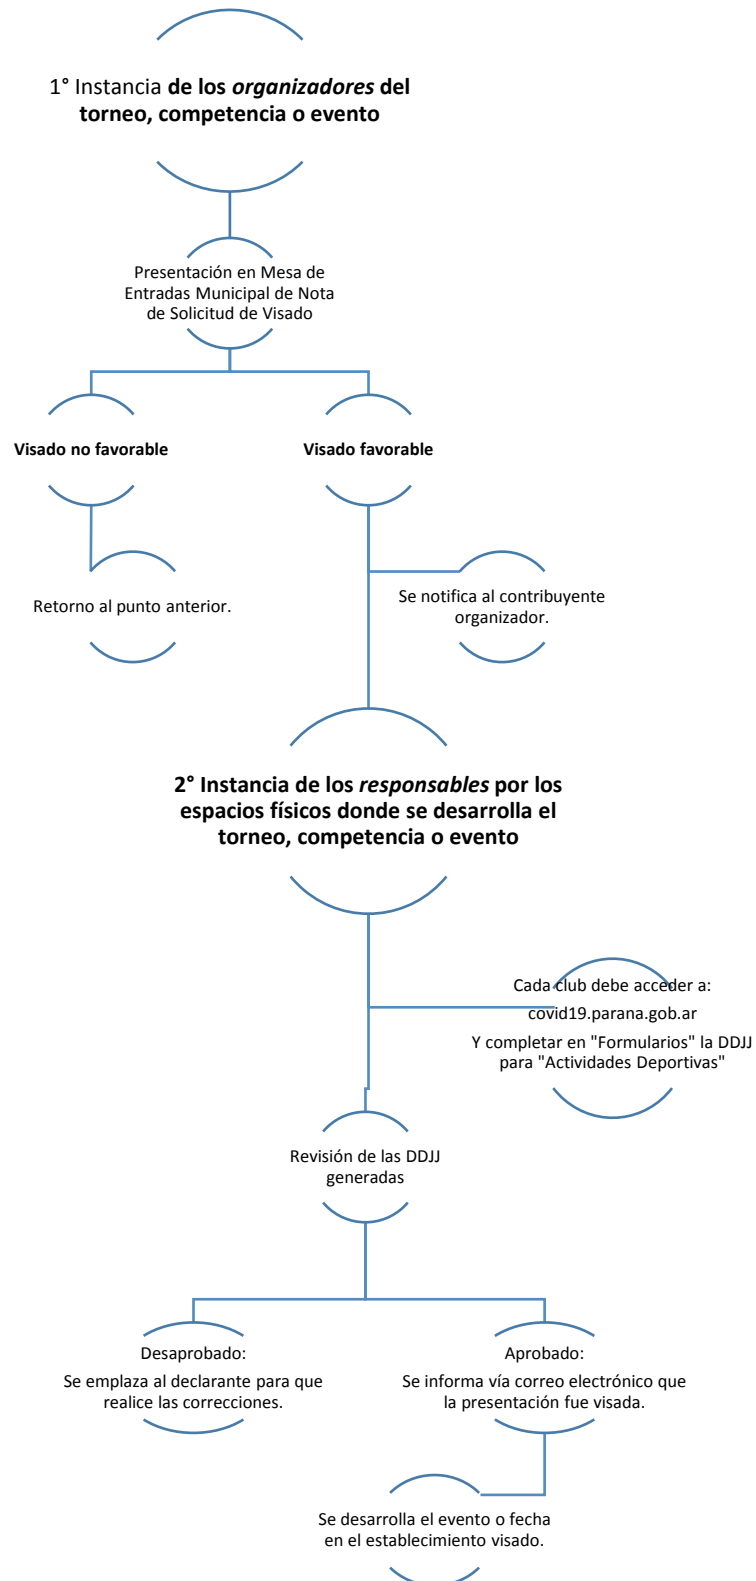 1° Instancia de los organizadores del
torneo, competencia o evento
Presentación en Mesa de
Entradas Municipal de Nota
de Solicitud de Visado
Visado no favorable
Visado favorable
Retorno al punto anterior.
Se notifica al contribuyente
organizador.
2° Instancia de los responsables por los
espacios físicos donde se desarrolla el
torneo, competencia o evento
Cada club debe acceder a:
covid19.parana.gob.ar
Y completar en "Formularios" la DDJJ
para "Actividades Deportivas"
Revisión de las DDJJ
generadas
Desaprobado:
Se emplaza al declarante para que
realice las correcciones.
Aprobado:
Se informa vía correo electrónico que
la presentación fue visada.
Se desarrolla el evento o fecha
en el establecimiento visado.